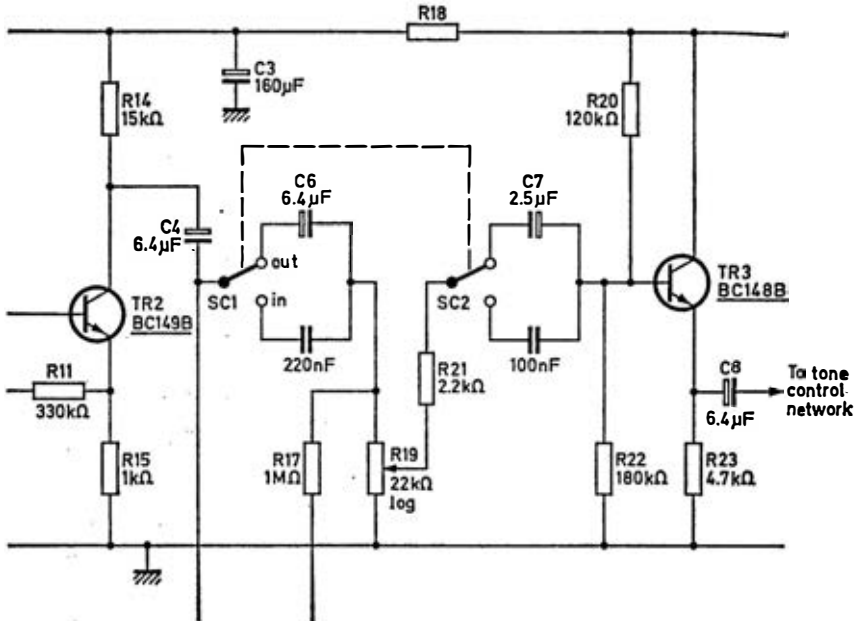 R18
C3
160µF
R14
15kΩ
R20
120kΩ
C6
6.4µF
C7
2.5µF
C4
6.4µF
out
SC1
in
SC2
TR3
BC148B
TR2
BC149B
220nF
100nF
R21
2.2kΩ
C8
6.4µF
To tone
control
network
R11
330kΩ
R15
1kΩ
R17
1MΩ
R19
22kΩ
log
R22
180kΩ
R23
4.7kΩ